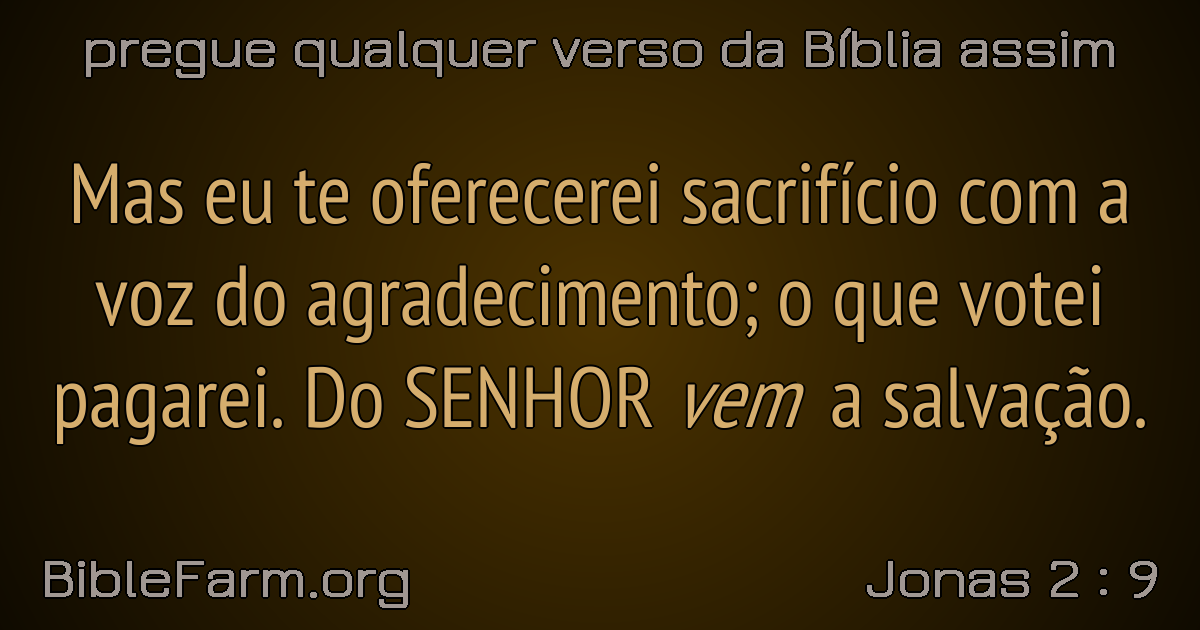 pregue qualquer verso da Bíblia assim
Mas eu te oferecerei sacrifício com a
voz do agradecimento; o que votei
pagarei. Do SENHOR vem a salvação.
BibleFarm.org
Jonas 2 : 9